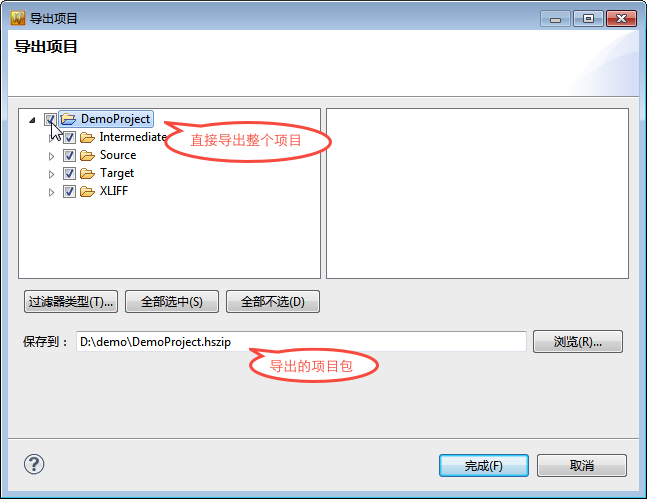 导出项目
导出项目
DemoProject
Intermediate
直接导出整个项目
Source
Target
XLIFF
过滤器类型(T)...
全部选中(S)
全部不选(D)
保存到：
D:\demo\DemoProject.hszip
浏览(R)...
导出的项目包
?
完成(F)
取消